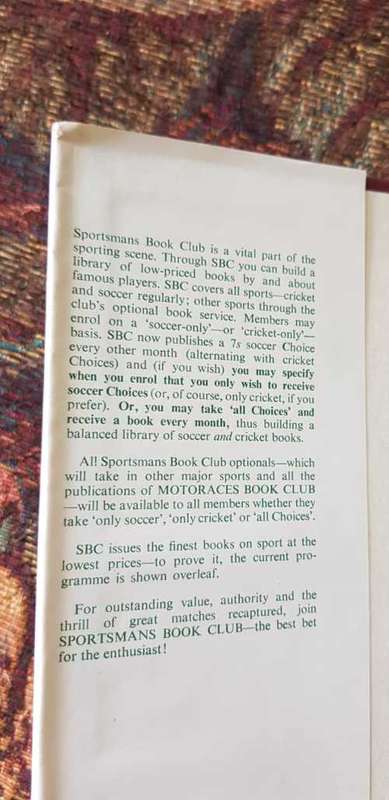 Sportsmans Book Club is a vital part of the
sporting scene. Through SBC you can build a
library of low-priced books by and about
famous players. SBC covers all sports—cricket
and soccer regularly; other sports through the
club's optional book service. Members may
enrol on a 'soccer-only'—or 'cricket-only'—
basis. SBC now publishes a 7s soccer Choice
every other month (alternating with cricket
Choices) and (if you wish) you may specify
when you enrol that you only wish to receive
soccer Choices (or, of course, only cricket, if you
prefer). Or, you may take 'all Choices' and
receive a book every month, thus building a
balanced library of soccer and cricket books.
All Sportsmans Book Club optionals—which
will take in other major sports and all the
publications of MOTORACES BOOK CLUB
—will be available to all members whether they
take 'only soccer', 'only cricket' or 'all Choices'.
SBC issues the finest books on sport at the
lowest prices—to prove it, the current pro-
gramme is shown overleaf.
For outstanding value, authority and the
thrill of great matches recaptured, join
SPORTSMANS BOOK CLUB—the best bet
for the enthusiast!